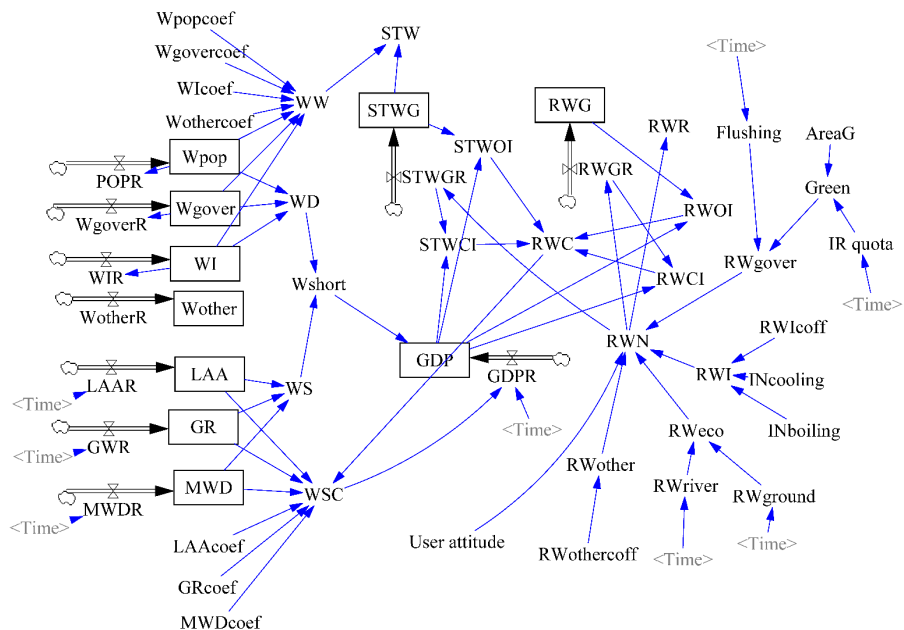 Wpopcoef
Wgovercoef
WIcoef
Wothercoef
WW
STW
<Time>
STWG
RWG
RWR
Flushing
AreaG
Wpop
POPR
STWOI
STWGR
RWGR
Green
Wgover
WgoverR
WD
RWOI
STWCI
RWC
IR quota
RWgover
WI
WIR
Wshort
RWCI
Wother
WotherR
<Time>
RWN
RWIcoff
LAA
LAAR
<Time>
WS
GDP
GDPR
<Time>
RWI
INcooling
INboiling
GR
GWR
<Time>
RWeco
MWD
MWDR
<Time>
WSC
RWother
RWriver
RWground
LAAcoef
GRcoef
MWDcoef
User attitude
RWothercoff
<Time>
<Time>